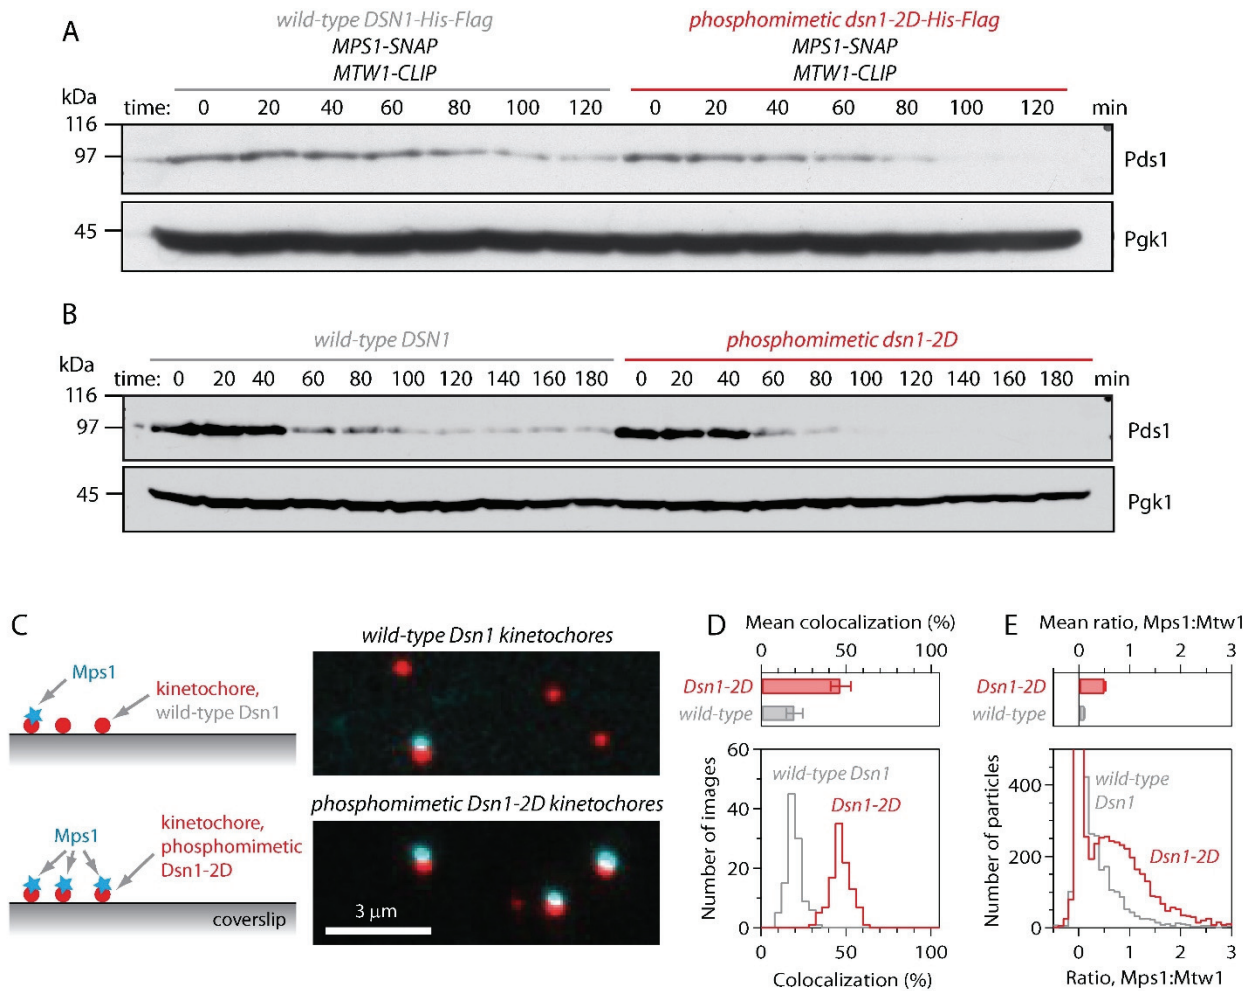 A
wild-type DSN1-His-Flag
MPS1-SNAP
MTW1-CLIP
phosphomimetic dsn1-2D-His-Flag
MPS1-SNAP
MTW1-CLIP
kDa
time: 0 20 40 60 80 100 120 0 20 40 60 80 100 120 min
116
97
Pds1
45
Pgk1
B
wild-type DSN1
phosphomimetic dsn1-2D
kDa
time: 0 20 40 60 80 100 120 140 160 180 0 20 40 60 80 100 120 140 160 180 min
116
97
Pds1
45
Pgk1
C
Mps1
kinetochore,
wild-type Dsn1
Mps1
kinetochore,
phosphomimetic
Dsn1-2D
coverslip
wild-type Dsn1 kinetochores
phosphomimetic Dsn1-2D kinetochores
3 μm
D
Mean colocalization (%)
0 50 100
Dsn1-2D
wild-type
60
40
20
0
Number of images
wild-type Dsn1
Dsn1-2D
0 50 100
Colocalization (%)
E
Mean ratio, Mps1:Mtw1
0 1 2 3
Dsn1-2D
wild-type
400
200
0
Number of particles
wild-type
Dsn1
Dsn1-2D
0 1 2 3
Ratio, Mps1:Mtw1